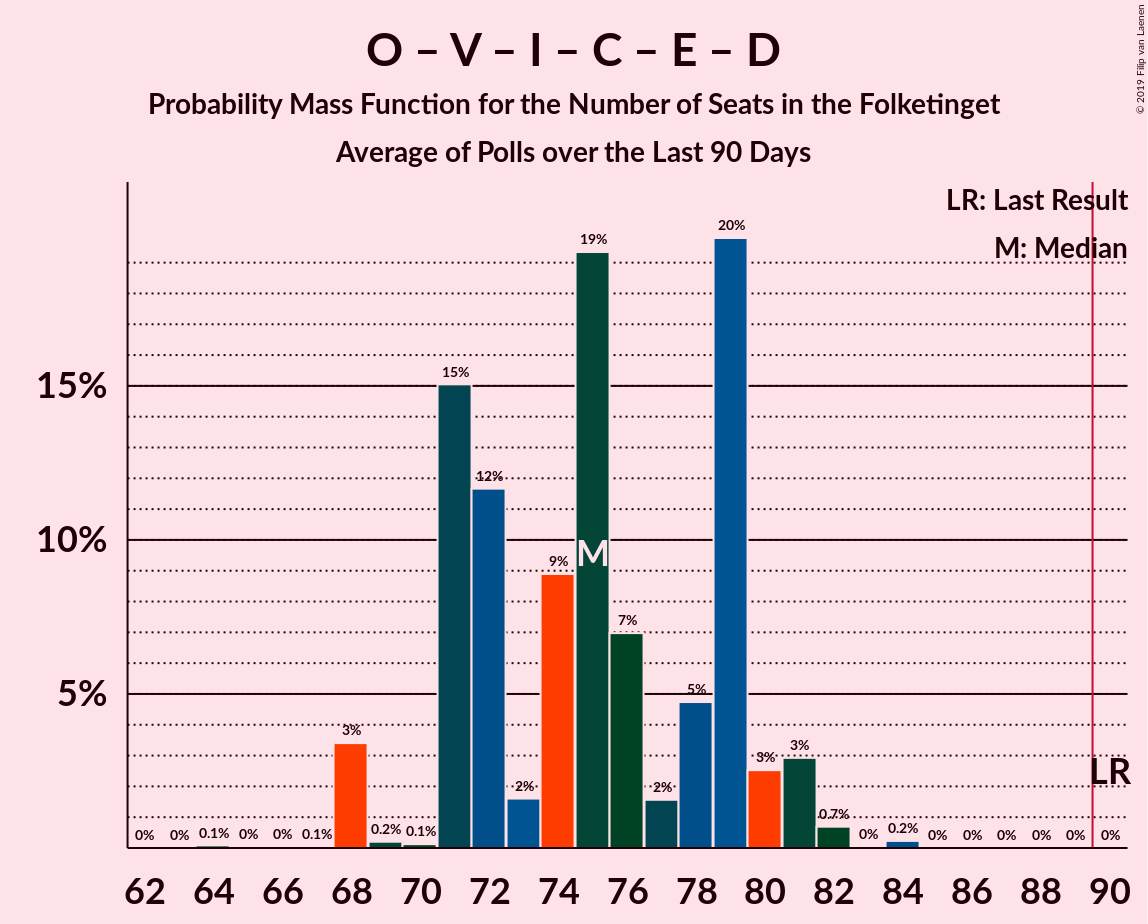 O – V – I – C – E – D
Probability Mass Function for the Number of Seats in the Folketinget
Average of Polls over the Last 90 Days
© 2019 Filip van Laenen
LR: Last Result
M: Median
20%
19%
15%
15%
12%
10%
9%
M
7%
5%
5%
3%
3%
3%
2%
2%
LR
0% 0% 0.1% 0% 0% 0.1% 0.2% 0.1% 0.7% 0% 0.2% 0% 0% 0% 0% 0% 0%
62 64 66 68 70 72 74 76 78 80 82 84 86 88 90